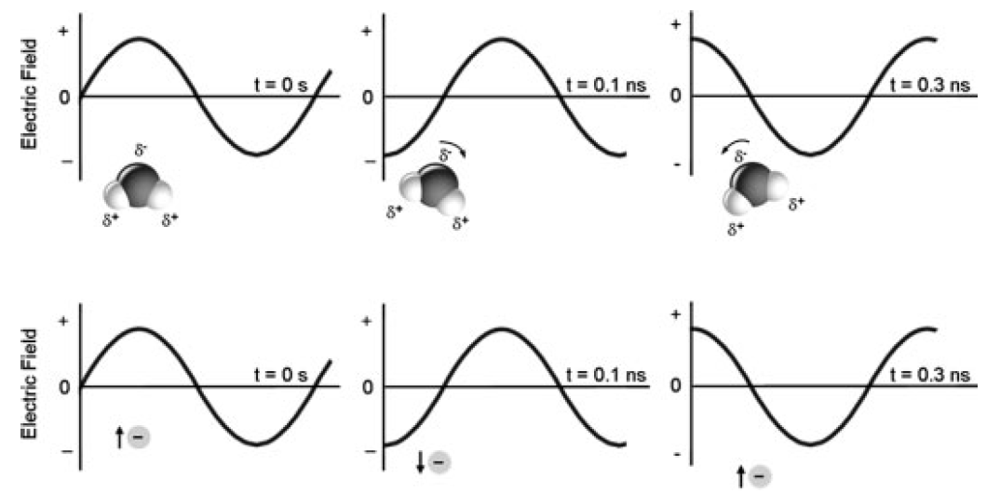 Electric Field
+
0
–
t = 0 s
δ-
δ+
δ+
+
0
–
t = 0.1 ns
δ-
δ+
δ+
+
0
-
t = 0.3 ns
δ-
δ+
δ+
Electric Field
+
0
–
t = 0 s
–
+
0
–
t = 0.1 ns
–
+
0
-
t = 0.3 ns
–